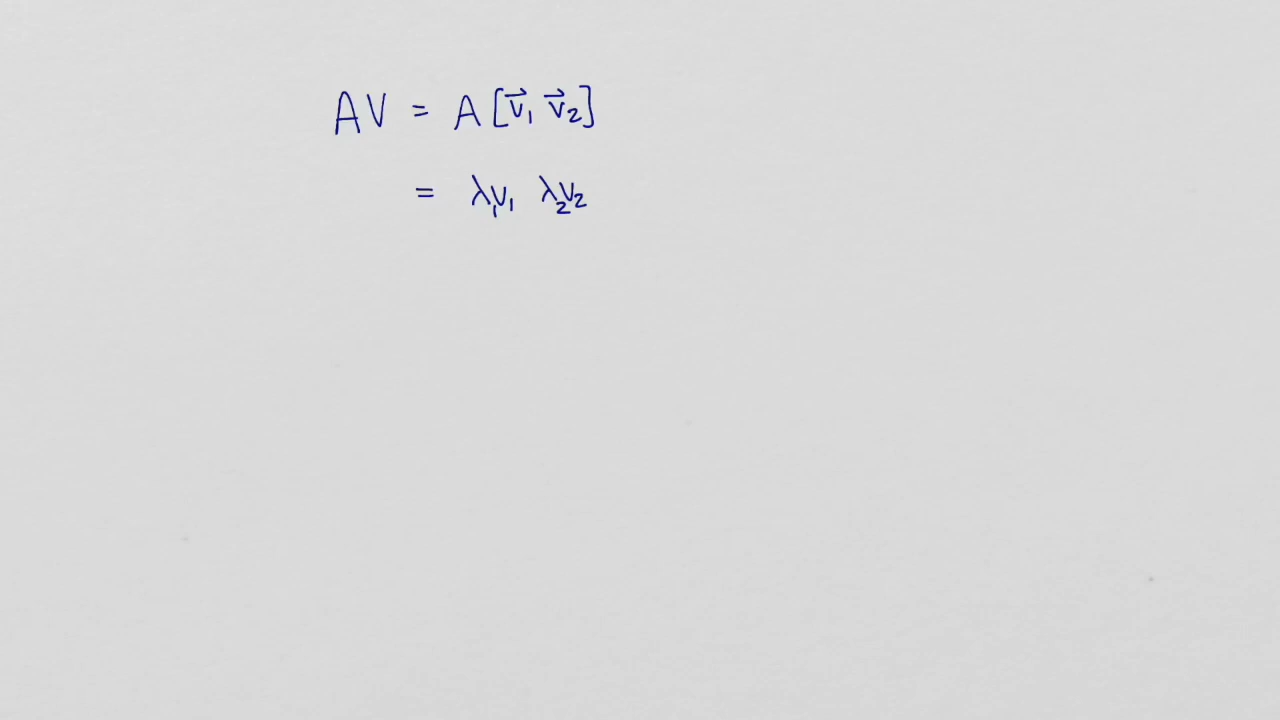 AV = A[v⃗₁ v⃗₂]
= λ₁v₁ λ₂v₂